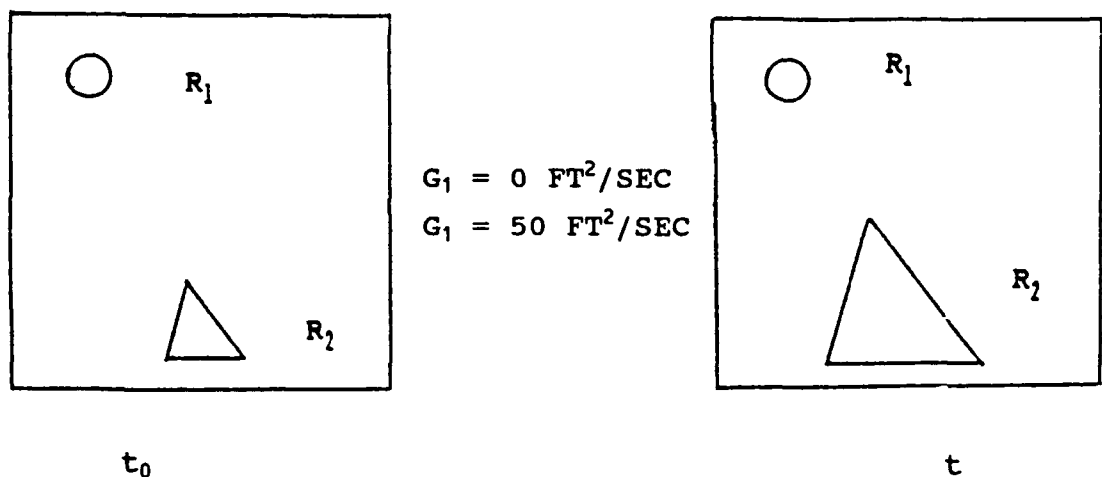 R₁
R₂
G₁ = 0 FT²/SEC
G₁ = 50 FT²/SEC
R₁
R₂
t₀
t